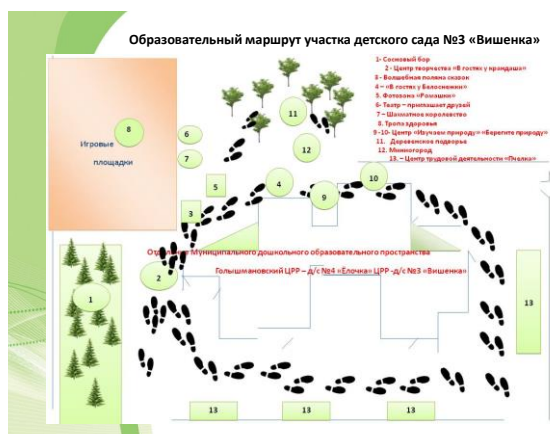 Образовательный маршрут участка детского сада №3 «Вишенка»
1- Сосновый бор
2 - Центр творчества «В гостях у крандаша»
3 - Волшебная поляна сказок
4 – «В гостях у Белоснежки»
5. Фотозона «Ромашки»
6- Театр – приглашает друзей
7 – Шахматное королевство
8. Тропа здоровья
9 -10- Центр «Изучаем природу» «Берегите природу»
11. Деревенское подворье
12. Миниогород
13. – Центр трудовой деятельности «Пчелка»
8
Игровые
площадки
6
7
11
12
5
4
9
10
3
Муниципального дошкольного образовательного пространства
Голышмановский ЦРР – д/с №4 «Ёлочка» ЦРР -д/с №3 «Вишенка»
2
1
13
13
13
13